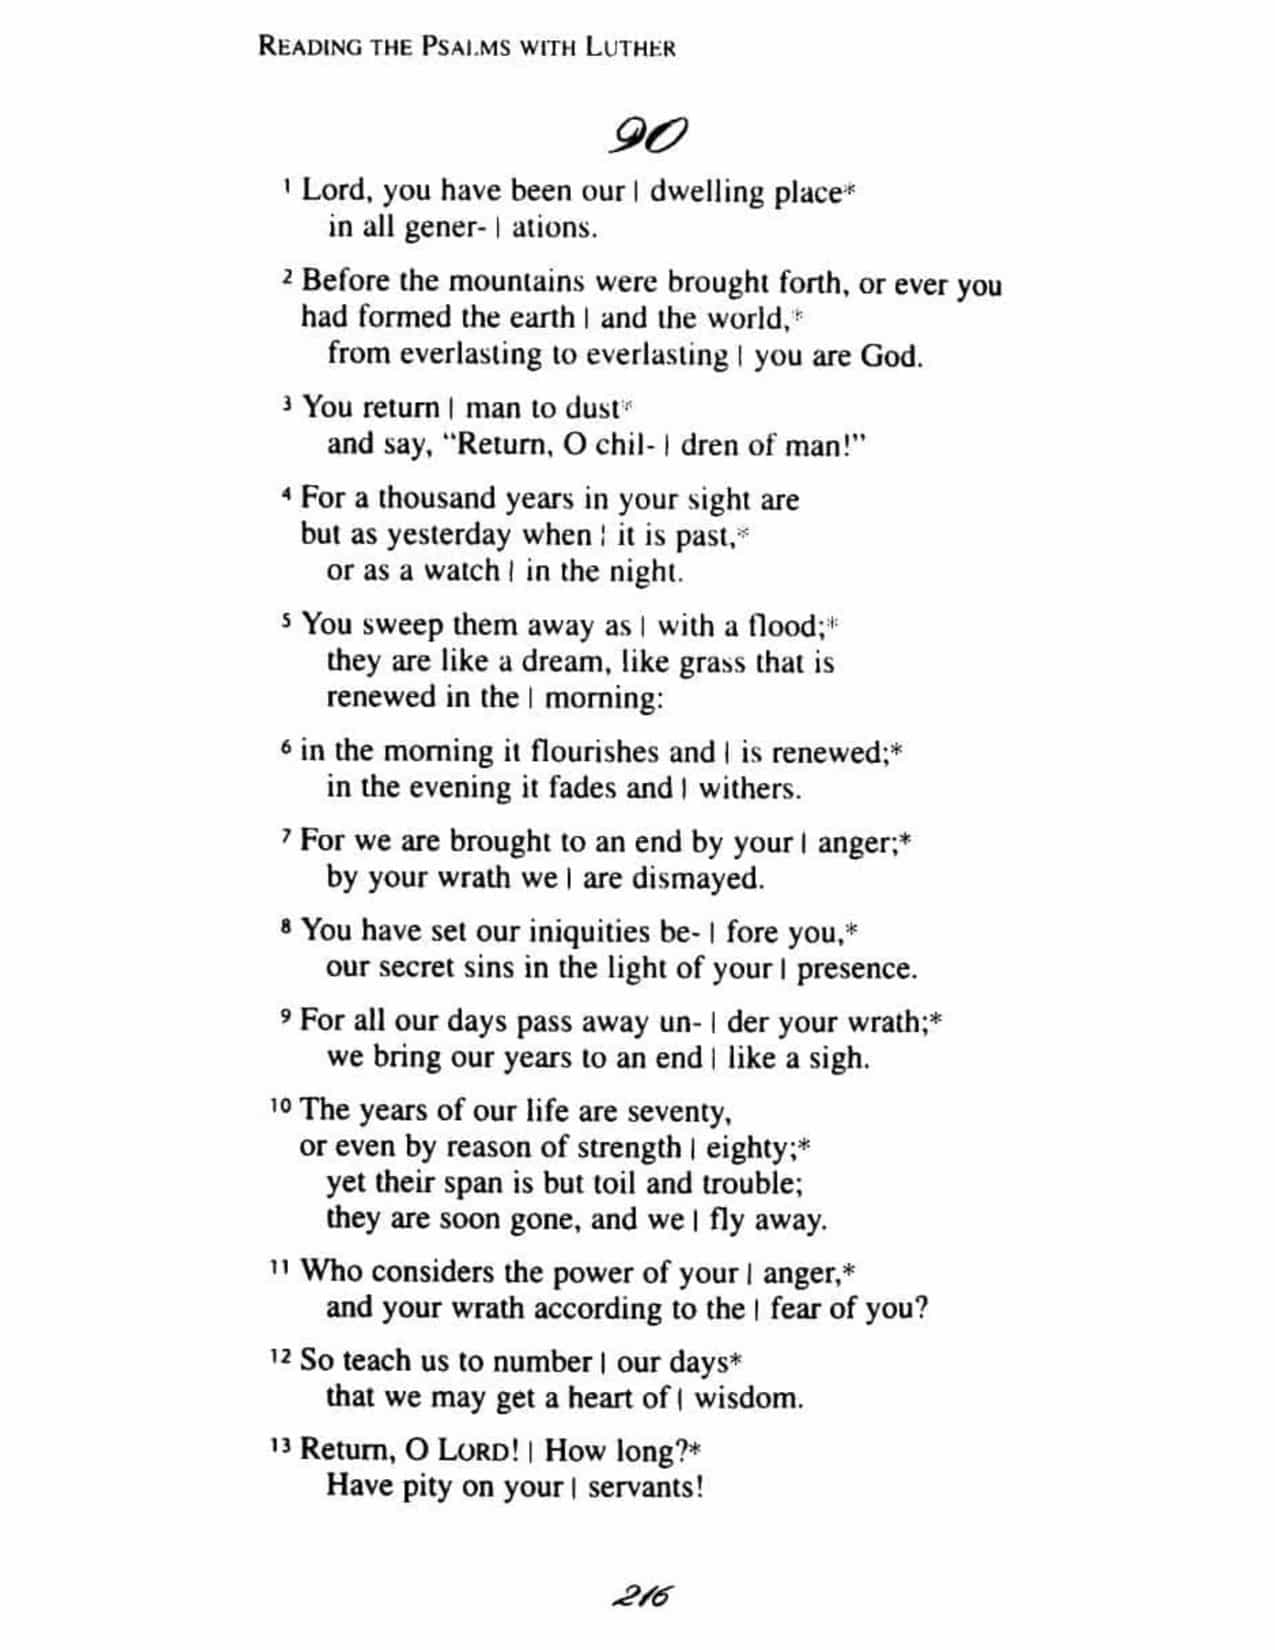 READING THE PSALMS WITH LUTHER
90
1 Lord, you have been our | dwelling place*
in all gener- | ations.
2 Before the mountains were brought forth, or ever you
had formed the earth | and the world,*
from everlasting to everlasting | you are God.
3 You return | man to dust*
and say, “Return, O chil- | dren of man!”
4 For a thousand years in your sight are
but as yesterday when | it is past,*
or as a watch | in the night.
5 You sweep them away as | with a flood;*
they are like a dream, like grass that is
renewed in the | morning:
6 in the morning it flourishes and | is renewed;*
in the evening it fades and | withers.
7 For we are brought to an end by your | anger;*
by your wrath we | are dismayed.
8 You have set our iniquities be- | fore you,*
our secret sins in the light of your | presence.
9 For all our days pass away un- | der your wrath;*
we bring our years to an end | like a sigh.
10 The years of our life are seventy,
or even by reason of strength | eighty;*
yet their span is but toil and trouble;
they are soon gone, and we | fly away.
11 Who considers the power of your | anger,*
and your wrath according to the | fear of you?
12 So teach us to number | our days*
that we may get a heart of | wisdom.
13 Return, O LORD! | How long?*
Have pity on your | servants!
216